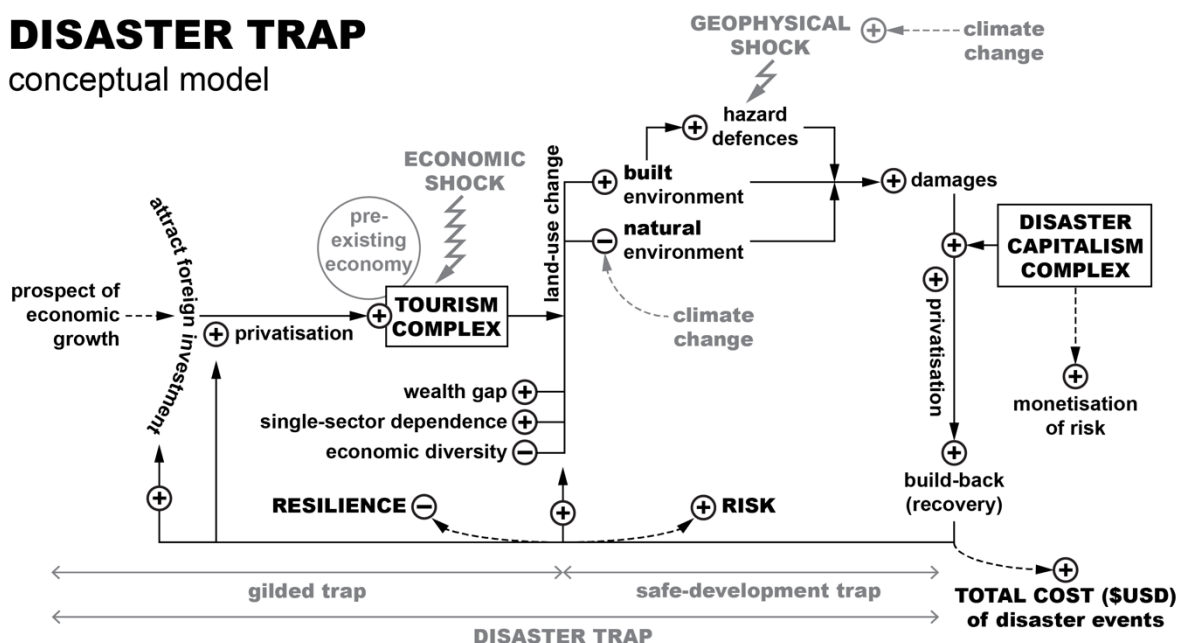 DISASTER TRAP
conceptual model
GEOPHYSICAL
SHOCK
+
climate
change
+
hazard
defences
ECONOMIC
SHOCK
land-use change
+
built
environment
+
damages
pre-
existing
economy
−
natural
environment
+
DISASTER
CAPITALISM
COMPLEX
attract foreign investment
prospect of
economic
growth
+
privatisation
+
TOURISM
COMPLEX
climate
change
+
privatisation
+
monetisation
of risk
wealth gap +
single-sector dependence +
economic diversity −
+
build-back
(recovery)
+
RESILIENCE −
+
+ RISK
gilded trap
safe-development trap
+
TOTAL COST ($USD)
of disaster events
DISASTER TRAP